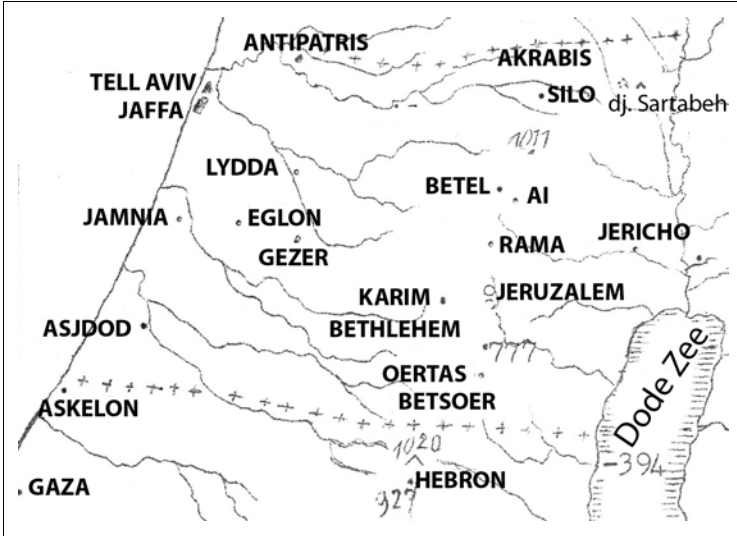 ANTIPATRIS
AKRABIS
TELL AVIV
JAFFA
SILO
dj. Sartabeh
1011
LYDDA
BETEL
AI
JAMNIA
EGLON
GEZER
RAMA
JERICHO
KARIM
JERUZALEM
ASJDOD
BETHLEHEM
777
OERTAS
BETSOER
Dode Zee
ASKELON
1020
-394
GAZA
927
HEBRON